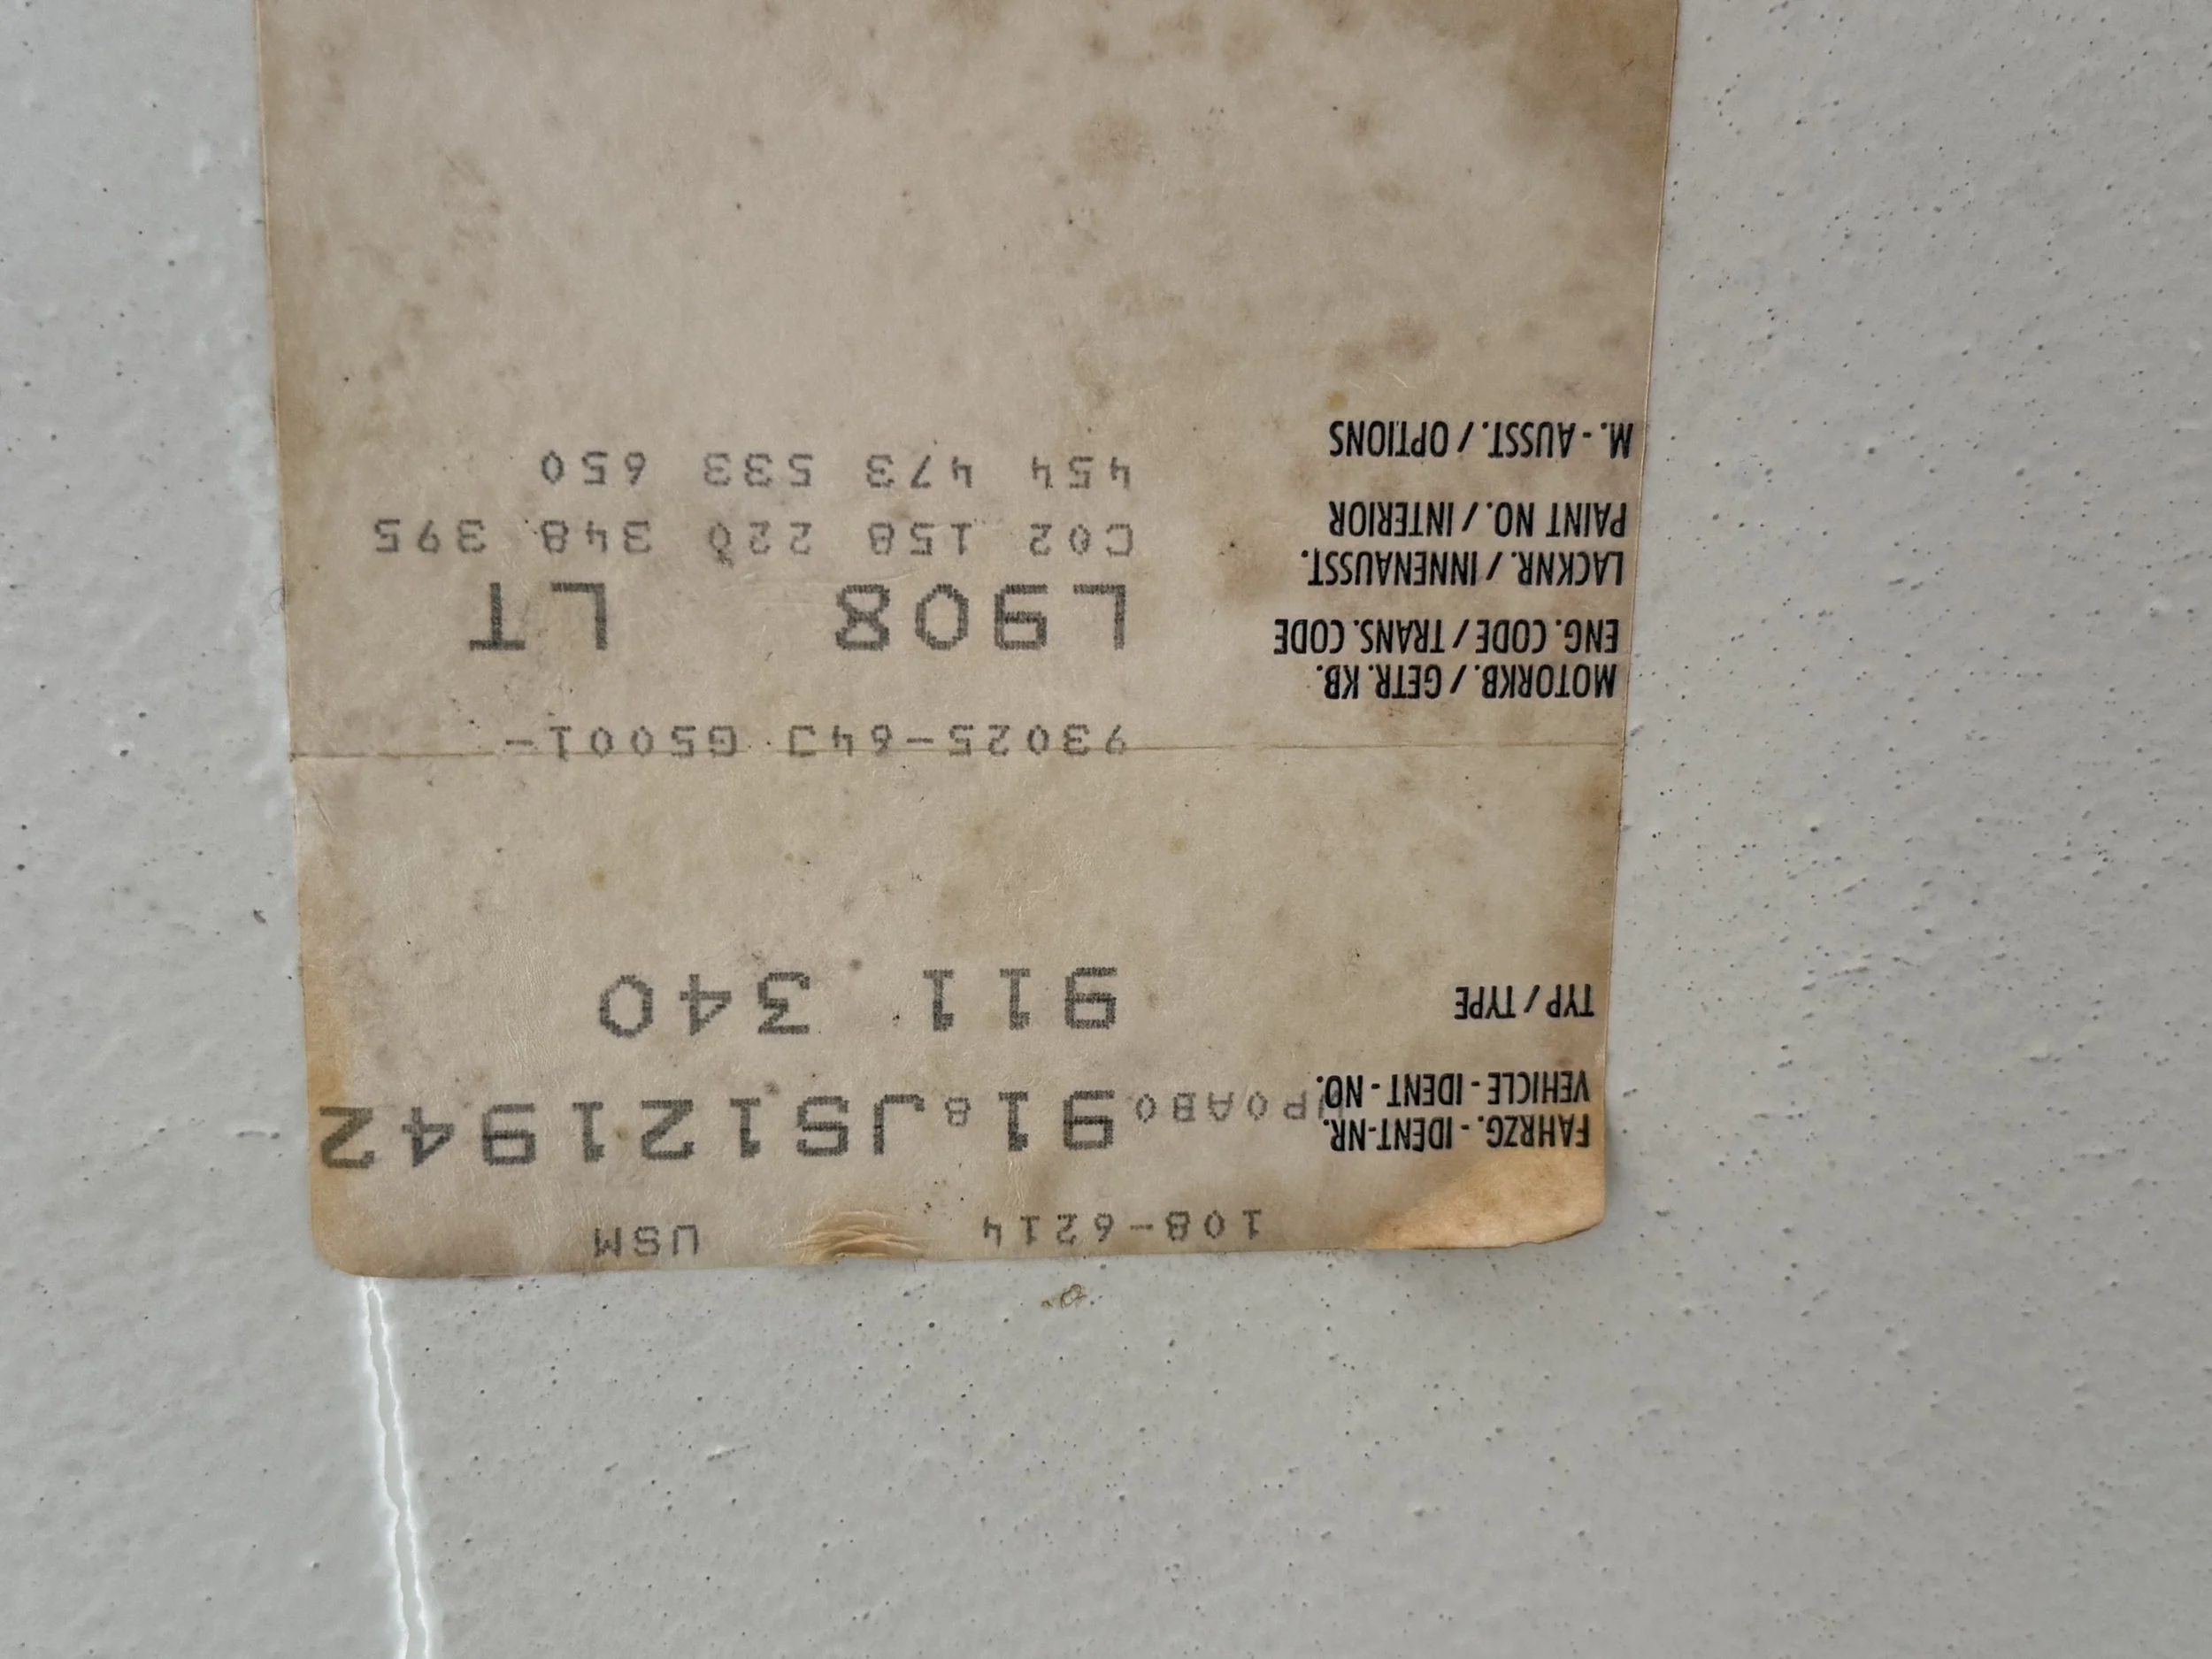 108-6214 USM
FAHRZG. - IDENT-NR.
VEHICLE - IDENT - NO. WP0AB0918JS121942
TYP / TYPE 911 340
93025-64J G5001-
MOTORKB. / GETR. KB.
ENG. CODE / TRANS. CODE
L908 LT
LACKNR. / INNENAUSST.
PAINT NO. / INTERIOR
C02 158 220 348 395
M. - AUSST. / OPTIONS
454 473 533 650